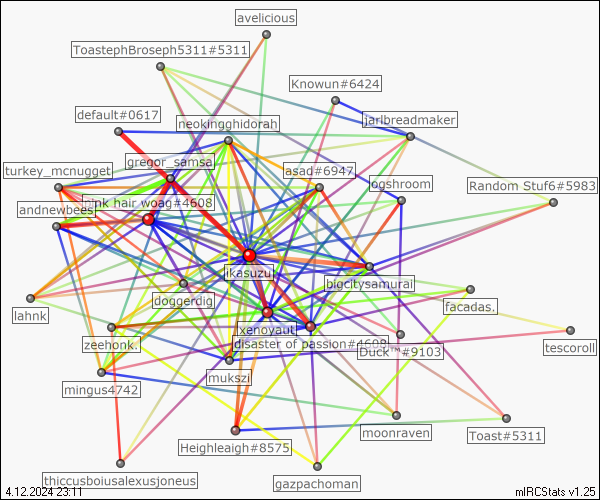 avelicious
ToastephBroseph5311#5311
Knowun#6424
default#0617
neokingghidorah
jarlbreadmaker
gregor_samsa
turkey_mcnugget
asad#6947
ogshroom
Random Stuf6#5983
andnewbees
pink hair woag#4608
ikasuzu
bigcitysamurai
doggerdig
lahnk
facadas.
xenoyaut
zeehonk.
disaster of passion#4608
Duck™#9103
tescoroll
mukszi
mingus4742
moonraven
Toast#5311
Heighleaigh#8575
thiccusboiusalexusjoneus
gazpachoman
4.12.2024 23:11
mIRCStats v1.25